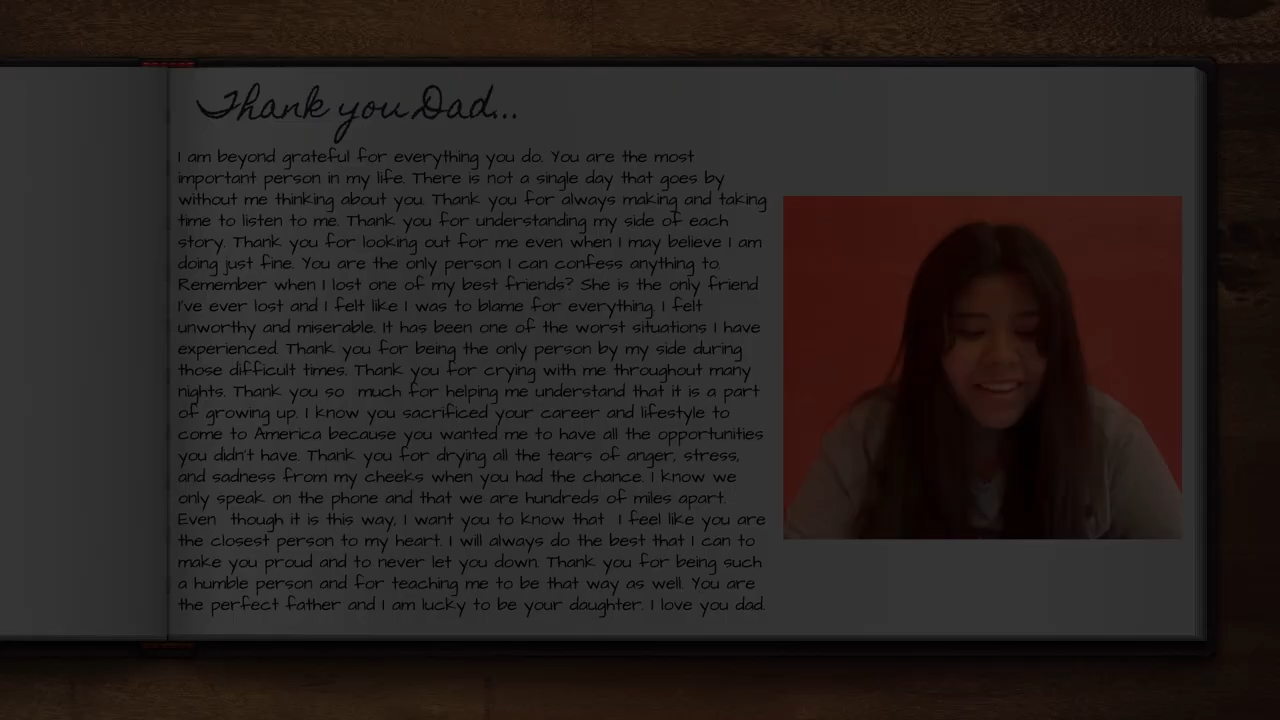 Thank you Dad...
I am beyond grateful for everything you do. You are the most
important person in my life. There is not a single day that goes by
without me thinking about you. Thank you for always making and taking
time to listen to me. Thank you for understanding my side of each
story. Thank you for looking out for me even when I may believe I am
doing just fine. You are the only person I can confess anything to.
Remember when I lost one of my best friends? She is the only friend
I've ever lost and I felt like I was to blame for everything. I felt
unworthy and miserable. It has been one of the worst situations I have
experienced. Thank you for being the only person by my side during
those difficult times. Thank you for crying with me throughout many
nights. Thank you so much for helping me understand that it is a part
of growing up. I know you sacrificed your career and lifestyle to
come to America because you wanted me to have all the opportunities
you didn't have. Thank you for drying all the tears of anger, stress,
and sadness from my cheeks when you had the chance. I know we
only speak on the phone and that we are hundreds of miles apart.
Even though it is this way, I want you to know that I feel like you are
the closest person to my heart. I will always do the best that I can to
make you proud and to never let you down. Thank you for being such
a humble person and for teaching me to be that way as well. You are
the perfect father and I am lucky to be your daughter. I love you dad.